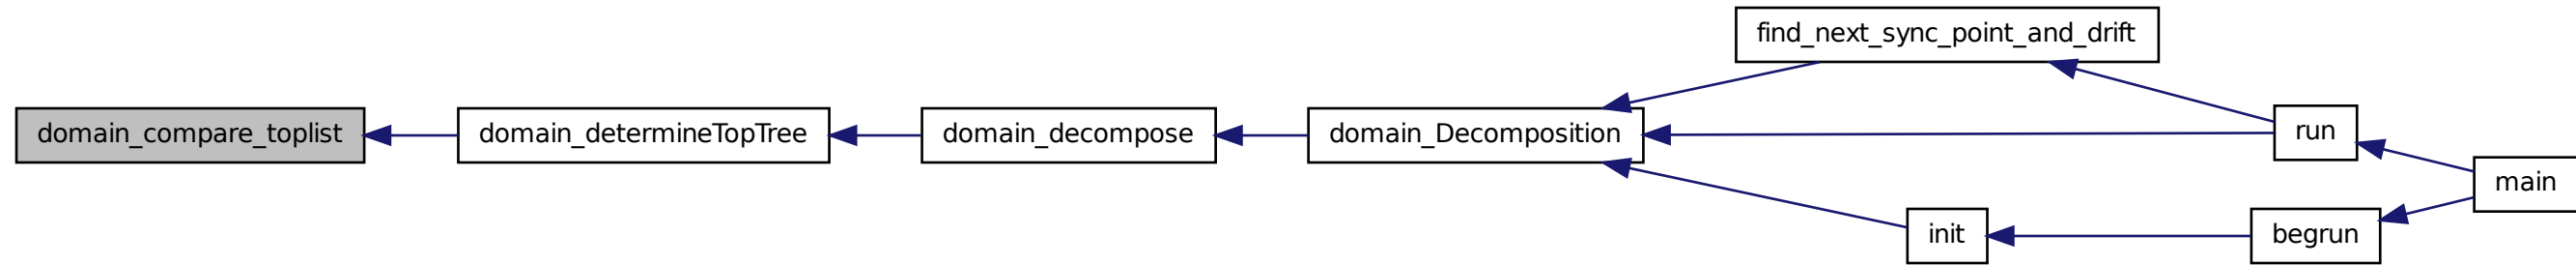 find_next_sync_point_and_drift
domain_compare_toplist
domain_determineTopTree
domain_decompose
domain_Decomposition
run
main
init
begrun